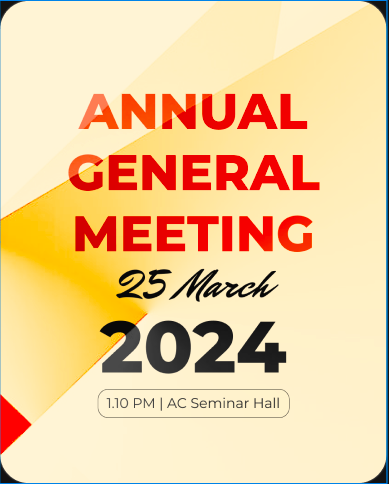 ANNUAL
GENERAL
MEETING
25 March
2024
1.10 PM | AC Seminar Hall